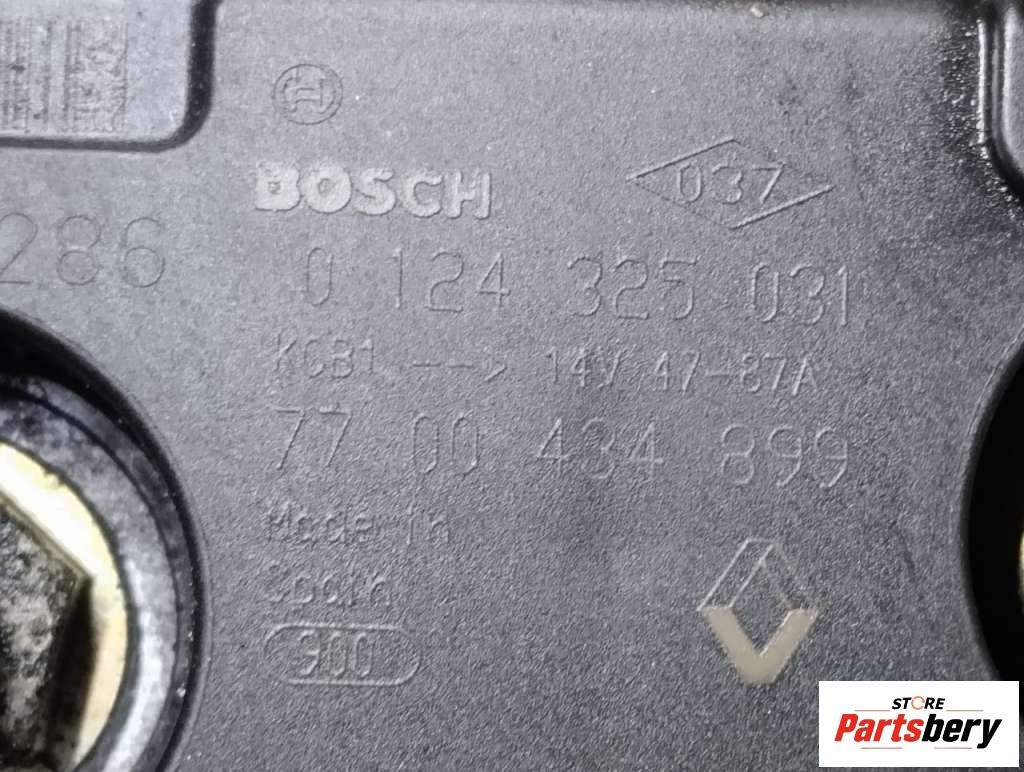 BOSCH
037
286
0 124 325 031
KCB1 --> 14V 47-87A
77 00 434 899
Made in
Spain
900
STORE
Partsbery